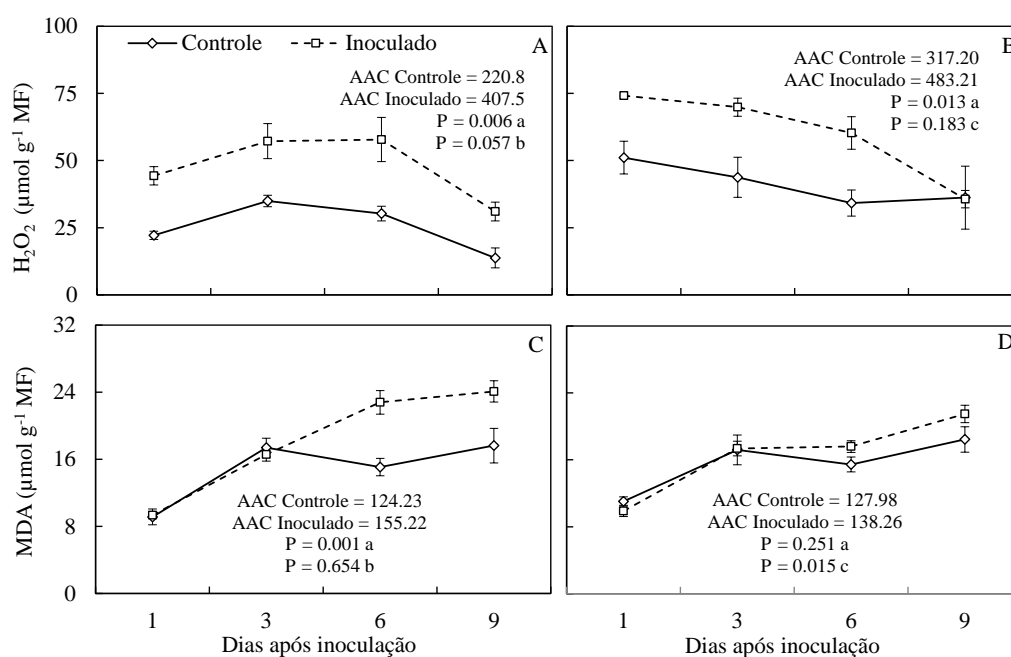 Controle
Inoculado
A
AAC Controle = 220.8
AAC Inoculado = 407.5
P = 0.006 a
P = 0.057 b
B
AAC Controle = 317.20
AAC Inoculado = 483.21
P = 0.013 a
P = 0.183 c
H₂O₂ (µmol g⁻¹ MF)
100
75
50
25
0
C
AAC Controle = 124.23
AAC Inoculado = 155.22
P = 0.001 a
P = 0.654 b
D
AAC Controle = 127.98
AAC Inoculado = 138.26
P = 0.251 a
P = 0.015 c
MDA (µmol g⁻¹ MF)
32
24
16
8
0
1 3 6 9
1 3 6 9
Dias após inoculação
Dias após inoculação